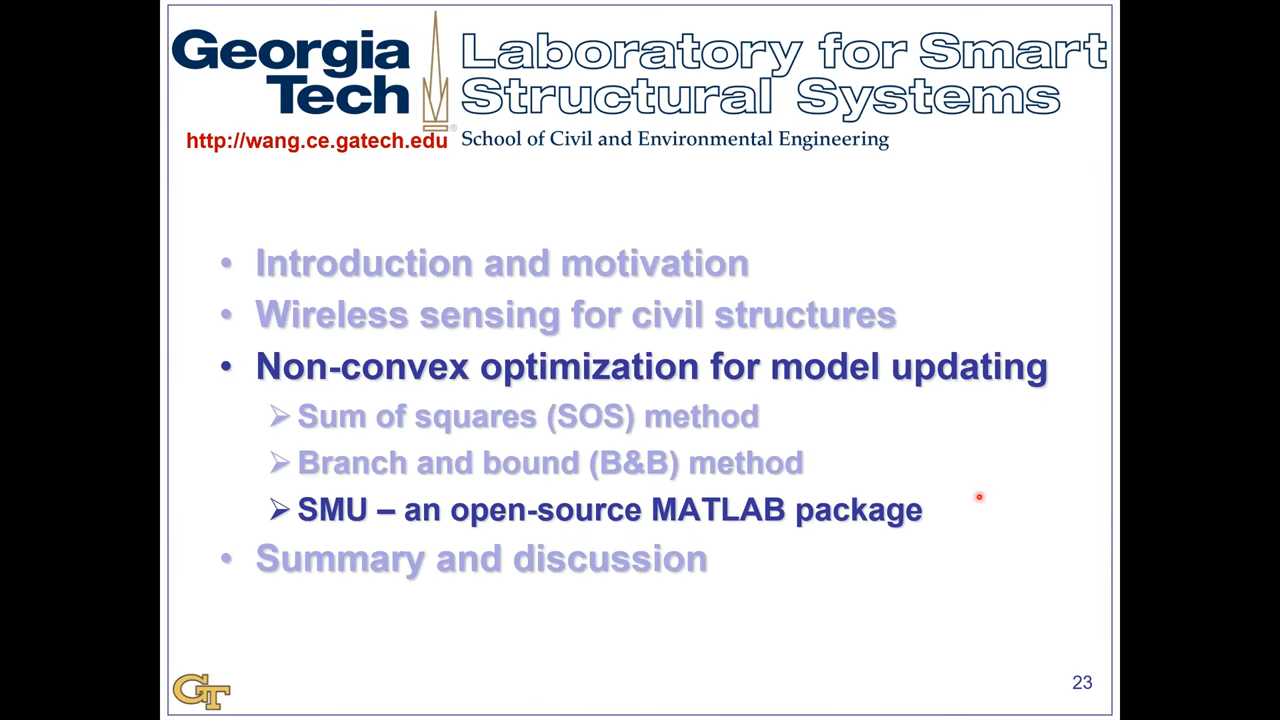 Georgia Tech
Laboratory for Smart
Structural Systems
®
http://wang.ce.gatech.edu
School of Civil and Environmental Engineering
• Introduction and motivation
• Wireless sensing for civil structures
• Non-convex optimization for model updating
➢ Sum of squares (SOS) method
➢ Branch and bound (B&B) method
➢ SMU – an open-source MATLAB package
• Summary and discussion
GT
23